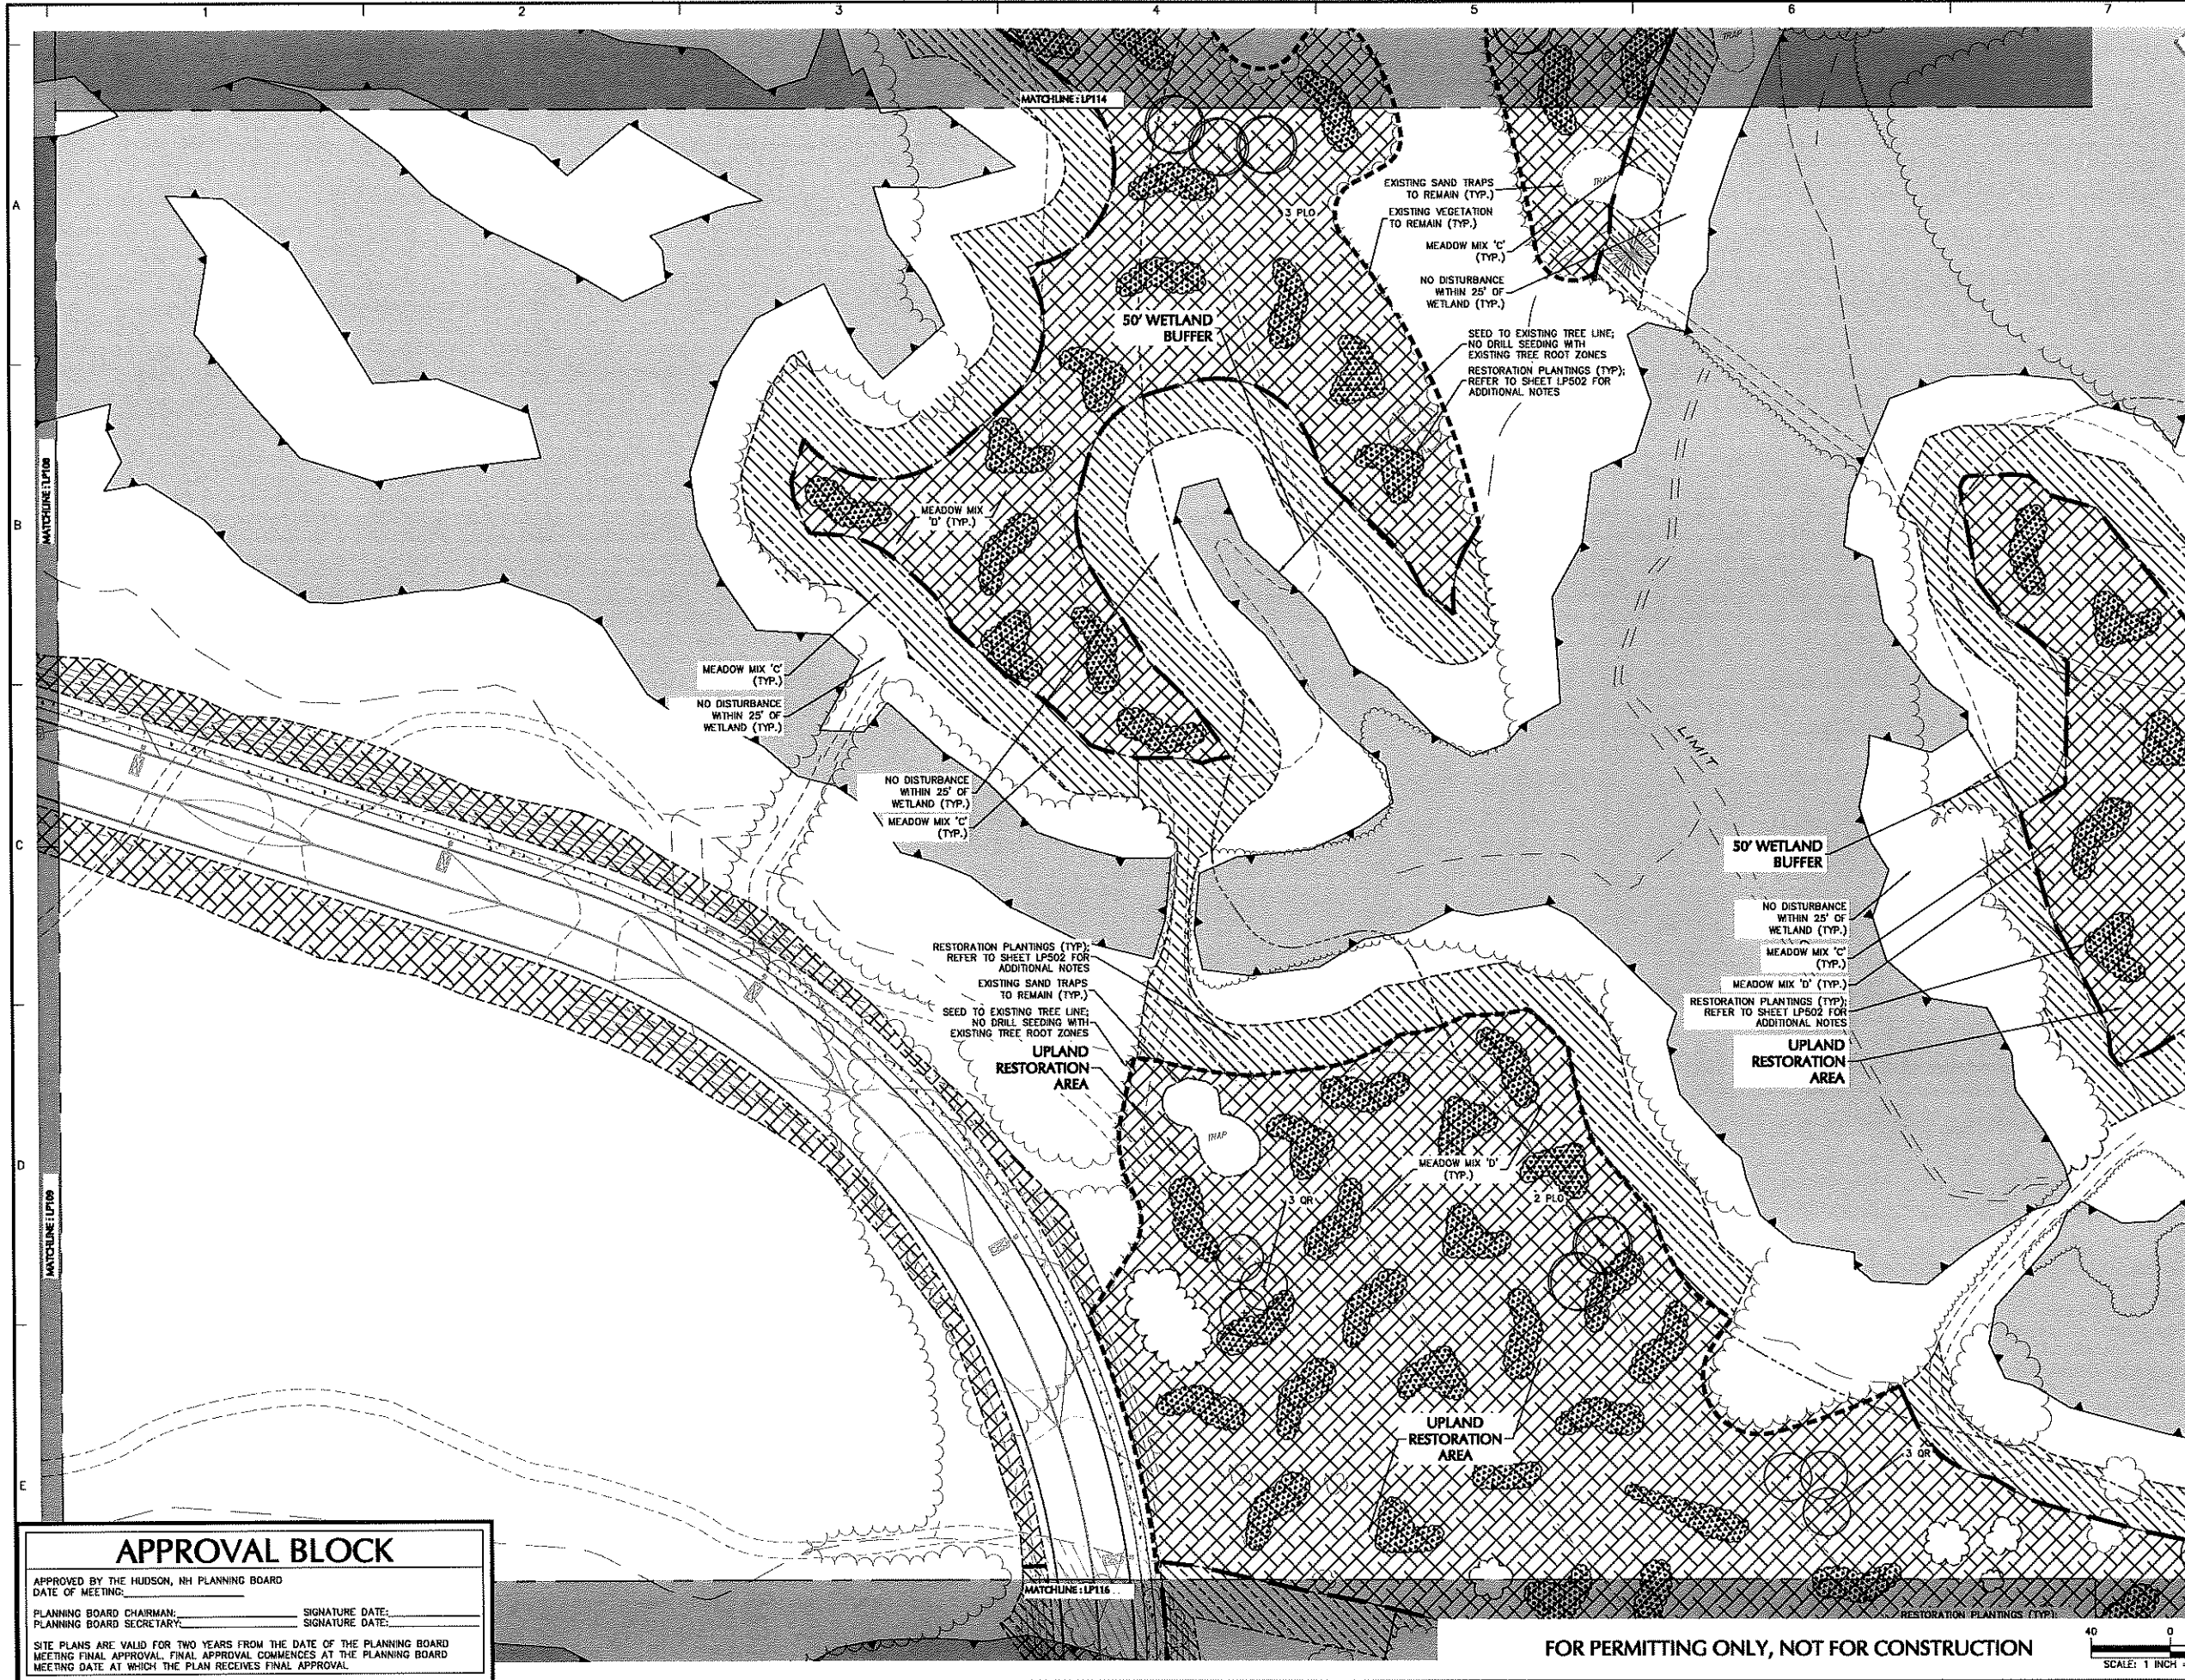 1 2 3 4 5 6 7
A
B
C
D
E
MATCHLINE: LP114
TRAP
EXISTING SAND TRAPS
TO REMAIN (TYP.)
TRAP
3 PLO
EXISTING VEGETATION
TO REMAIN (TYP.)
MEADOW MIX 'C'
(TYP.)
NO DISTURBANCE
WITHIN 25' OF
WETLAND (TYP.)
50' WETLAND
BUFFER
SEED TO EXISTING TREE LINE;
NO DRILL SEEDING WITH
EXISTING TREE ROOT ZONES
RESTORATION PLANTINGS (TYP);
REFER TO SHEET LP502 FOR
ADDITIONAL NOTES
MATCHLINE: LP108
MEADOW MIX
'D' (TYP.)
MEADOW MIX 'C'
(TYP.)
NO DISTURBANCE
WITHIN 25' OF
WETLAND (TYP.)
LIMIT
NO DISTURBANCE
WITHIN 25' OF
WETLAND (TYP.)
MEADOW MIX 'C'
(TYP.)
50' WETLAND
BUFFER
NO DISTURBANCE
WITHIN 25' OF
WETLAND (TYP.)
MEADOW MIX 'C'
(TYP.)
MEADOW MIX 'D' (TYP.)
RESTORATION PLANTINGS (TYP);
REFER TO SHEET LP502 FOR
ADDITIONAL NOTES
UPLAND
RESTORATION
AREA
RESTORATION PLANTINGS (TYP);
REFER TO SHEET LP502 FOR
ADDITIONAL NOTES
EXISTING SAND TRAPS
TO REMAIN (TYP.)
SEED TO EXISTING TREE LINE;
NO DRILL SEEDING WITH
EXISTING TREE ROOT ZONES
UPLAND
RESTORATION
AREA
TRAP
MEADOW MIX 'D'
(TYP.)
3 QR
2 PLO
MATCHLINE: LP109
UPLAND
RESTORATION
AREA
3 QR
MATCHLINE: LP116
RESTORATION PLANTINGS (TYP);
APPROVAL BLOCK
APPROVED BY THE HUDSON, NH PLANNING BOARD
DATE OF MEETING:
PLANNING BOARD CHAIRMAN: SIGNATURE DATE:
PLANNING BOARD SECRETARY: SIGNATURE DATE:
SITE PLANS ARE VALID FOR TWO YEARS FROM THE DATE OF THE PLANNING BOARD
MEETING FINAL APPROVAL. FINAL APPROVAL COMMENCES AT THE PLANNING BOARD
MEETING DATE AT WHICH THE PLAN RECEIVES FINAL APPROVAL
FOR PERMITTING ONLY, NOT FOR CONSTRUCTION
40 0
SCALE: 1 INCH